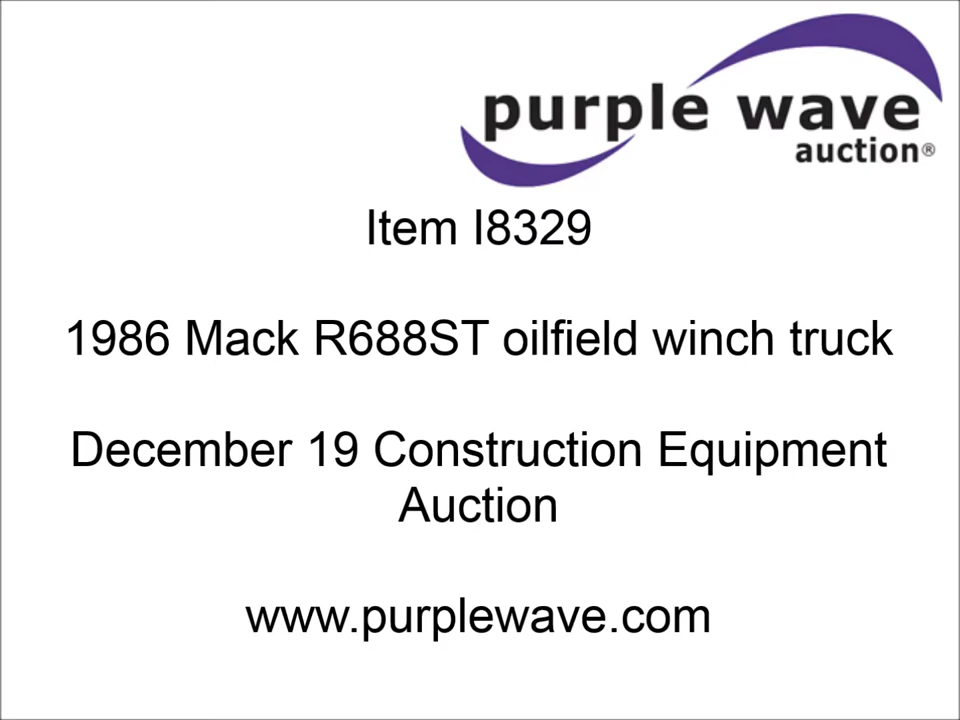 purple wave
auction®
Item I8329
1986 Mack R688ST oilfield winch truck
December 19 Construction Equipment
Auction
www.purplewave.com